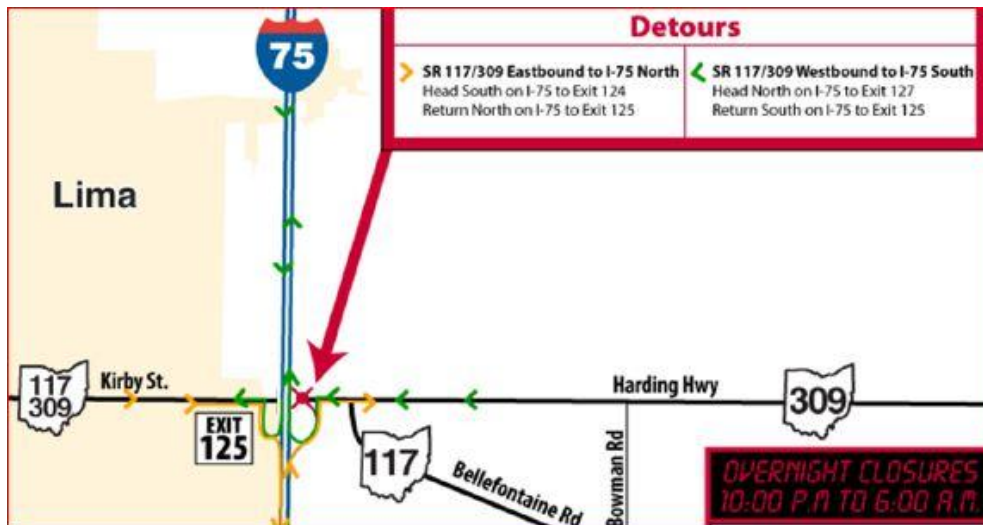 75
Detours
SR 117/309 Eastbound to I-75 North
Head South on I-75 to Exit 124
Return North on I-75 to Exit 125
SR 117/309 Westbound to I-75 South
Head North on I-75 to Exit 127
Return South on I-75 to Exit 125
Lima
117
309
Kirby St.
EXIT
125
Harding Hwy
309
117
Bellefontaine Rd
Bowman Rd
OVERNIGHT CLOSURES
10:00 P.M TO 6:00 A.M.